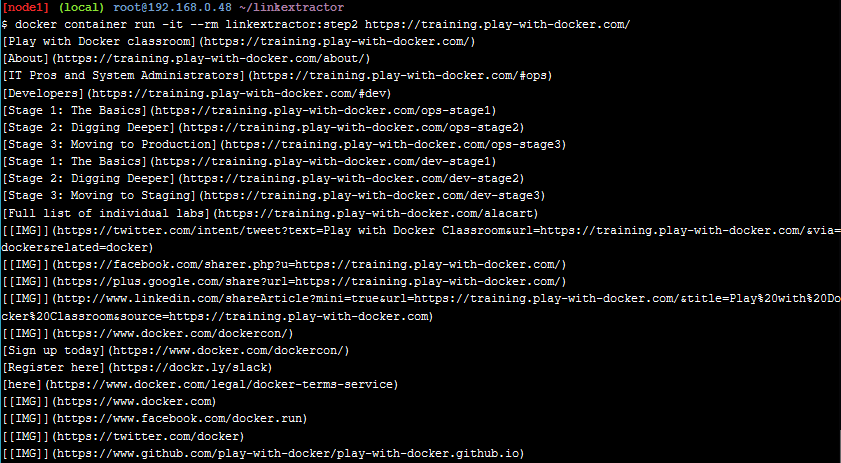 [node1] (local) root@192.168.0.48 ~/linkextractor
$ docker container run -it --rm linkextractor:step2 https://training.play-with-docker.com/
[Play with Docker classroom](https://training.play-with-docker.com/)
[About](https://training.play-with-docker.com/about/)
[IT Pros and System Administrators](https://training.play-with-docker.com/#ops)
[Developers](https://training.play-with-docker.com/#dev)
[Stage 1: The Basics](https://training.play-with-docker.com/ops-stage1)
[Stage 2: Digging Deeper](https://training.play-with-docker.com/ops-stage2)
[Stage 3: Moving to Production](https://training.play-with-docker.com/ops-stage3)
[Stage 1: The Basics](https://training.play-with-docker.com/dev-stage1)
[Stage 2: Digging Deeper](https://training.play-with-docker.com/dev-stage2)
[Stage 3: Moving to Staging](https://training.play-with-docker.com/dev-stage3)
[Full list of individual labs](https://training.play-with-docker.com/alacart)
[[IMG]](https://twitter.com/intent/tweet?text=Play with Docker Classroom&url=https://training.play-with-docker.com/&via=
docker&related=docker)
[[IMG]](https://facebook.com/sharer.php?u=https://training.play-with-docker.com/)
[[IMG]](https://plus.google.com/share?url=https://training.play-with-docker.com/)
[[IMG]](http://www.linkedin.com/shareArticle?mini=true&url=https://training.play-with-docker.com/&title=Play%20with%20Do
cker%20Classroom&source=https://training.play-with-docker.com)
[[IMG]](https://www.docker.com/dockercon/)
[Sign up today](https://www.docker.com/dockercon/)
[Register here](https://dockr.ly/slack)
[here](https://www.docker.com/legal/docker-terms-service)
[[IMG]](https://www.docker.com)
[[IMG]](https://www.facebook.com/docker.run)
[[IMG]](https://twitter.com/docker)
[[IMG]](https://www.github.com/play-with-docker/play-with-docker.github.io)